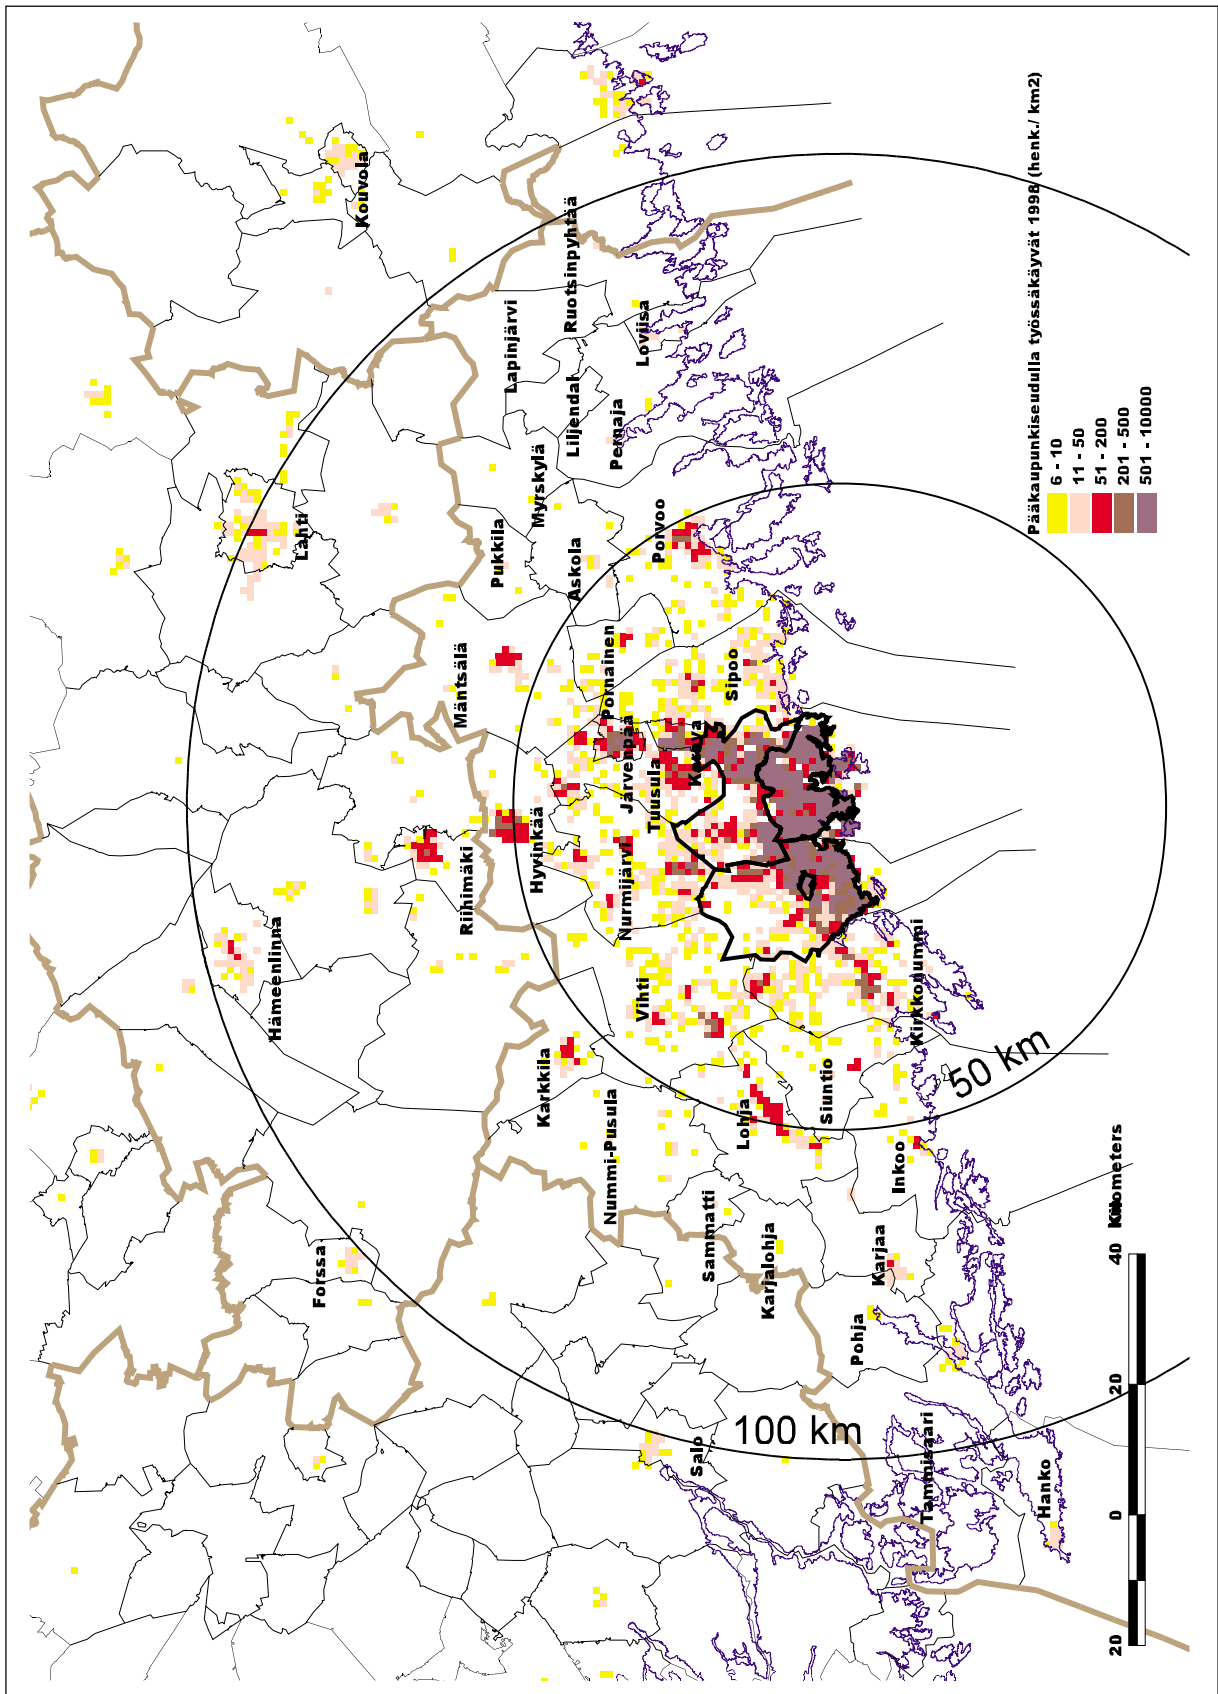 Kouvola
Ruotsinpyhtää
Lapinjärvi
Loviisa
Liljendal
Pernaja
Myrskylä
Lahti
Pukkila
Askola
Porvoo
Mäntsälä
Pornainen
Sipoo
Järvenpää
Kerava
Tuusula
Hyvinkää
Riihimäki
Nurmijärvi
Hämeenlinna
Vihti
Kirkkonummi
Karkkila
Siuntio
Lohja
Nummi-Pusula
Inkoo
Sammatti
Karjalohja
Karjaa
Forssa
Pohja
Salo
Tammisaari
Hanko
50 km
100 km
Pääkaupunkiseudulla työssäkäyvät 1998 (henk./ km2)
6 - 10
11 - 50
51 - 200
201 - 500
501 - 10000
20 0 20 40 Kilometers